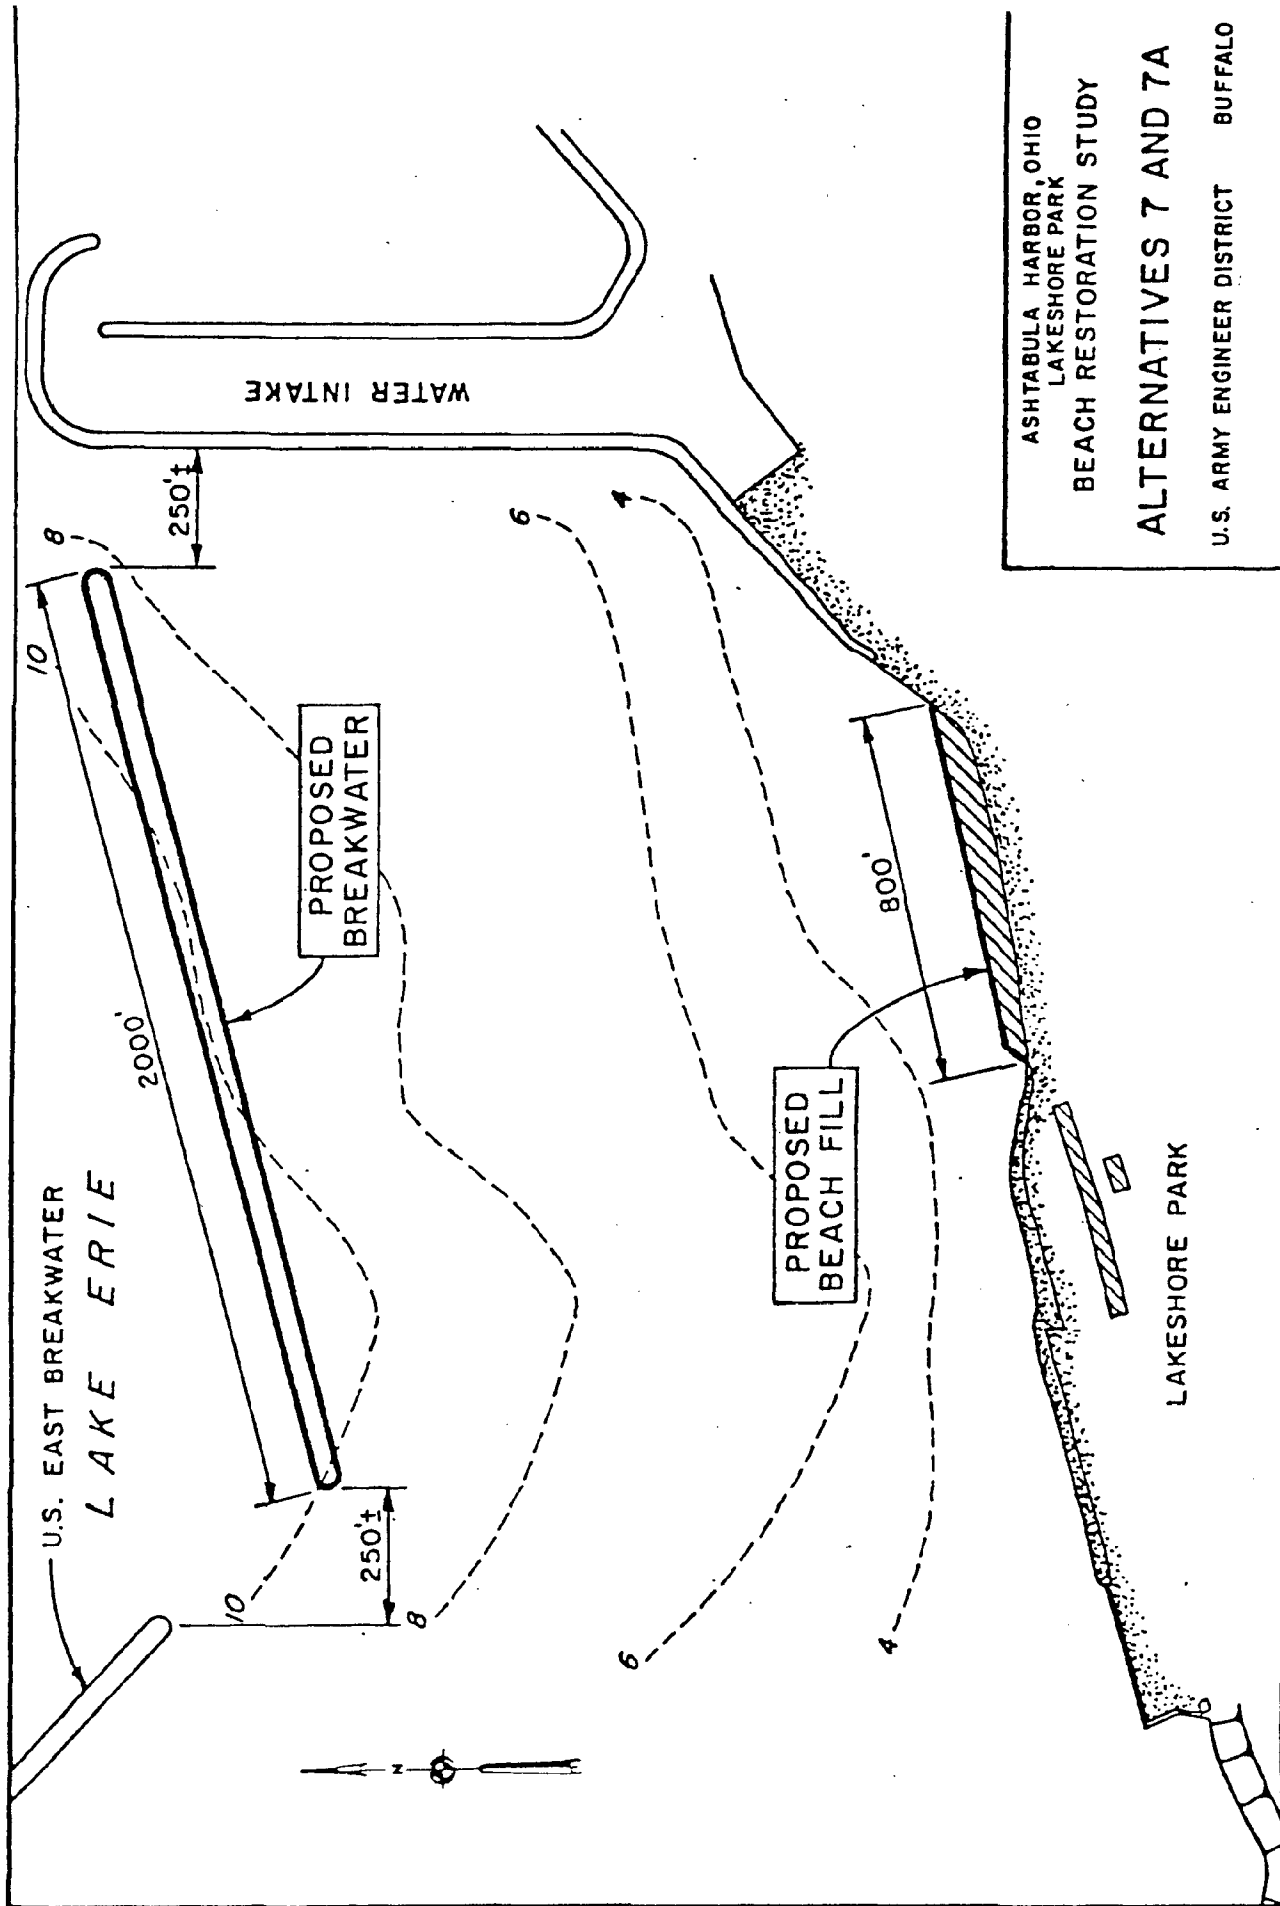 U.S. EAST BREAKWATER
LAKE ERIE
2000'
10
8
250'±
PROPOSED
BREAKWATER
WATER INTAKE
250'±
10
8
6
4
6
4
N
PROPOSED
BEACH FILL
800'
LAKESHORE PARK
ASHTABULA HARBOR, OHIO
LAKESHORE PARK
BEACH RESTORATION STUDY
ALTERNATIVES 7 AND 7A
U.S. ARMY ENGINEER DISTRICT BUFFALO